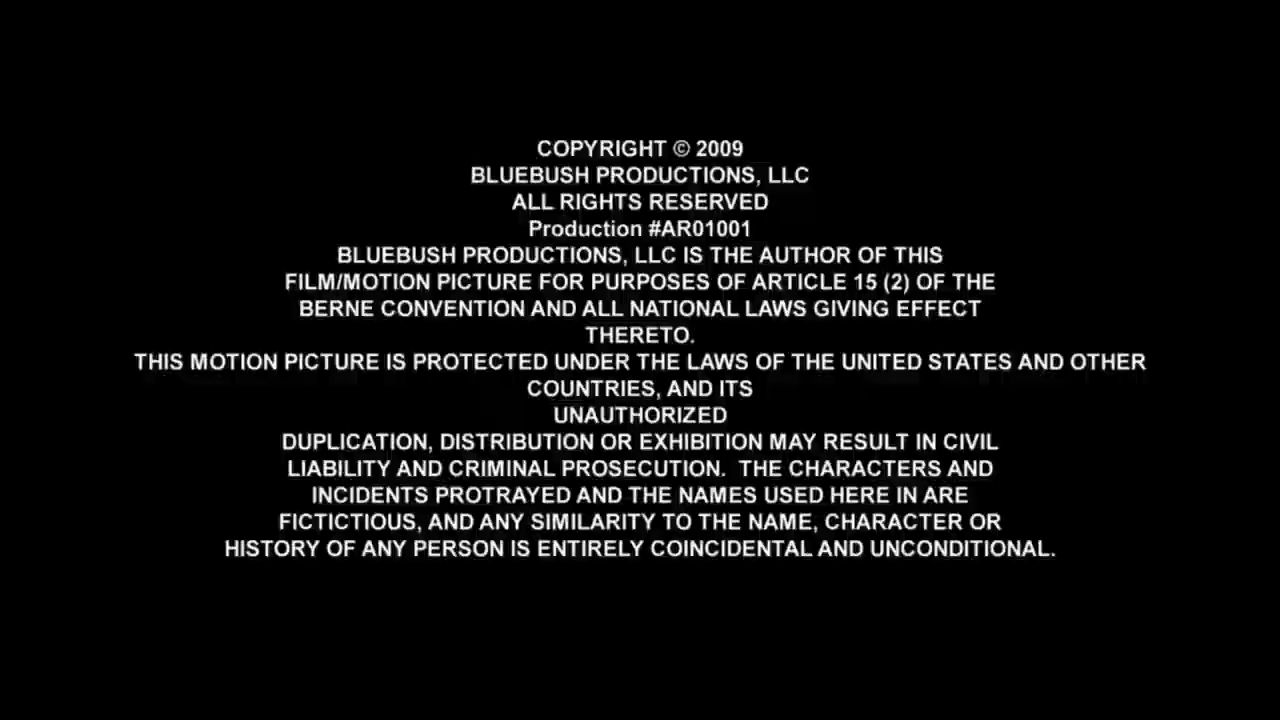 COPYRIGHT © 2009
BLUEBUSH PRODUCTIONS, LLC
ALL RIGHTS RESERVED
Production #AR01001
BLUEBUSH PRODUCTIONS, LLC IS THE AUTHOR OF THIS
FILM/MOTION PICTURE FOR PURPOSES OF ARTICLE 15 (2) OF THE
BERNE CONVENTION AND ALL NATIONAL LAWS GIVING EFFECT
THERETO.
THIS MOTION PICTURE IS PROTECTED UNDER THE LAWS OF THE UNITED STATES AND OTHER
COUNTRIES, AND ITS
UNAUTHORIZED
DUPLICATION, DISTRIBUTION OR EXHIBITION MAY RESULT IN CIVIL
LIABILITY AND CRIMINAL PROSECUTION.  THE CHARACTERS AND
INCIDENTS PROTRAYED AND THE NAMES USED HERE IN ARE
FICTICTIOUS, AND ANY SIMILARITY TO THE NAME, CHARACTER OR
HISTORY OF ANY PERSON IS ENTIRELY COINCIDENTAL AND UNCONDITIONAL.